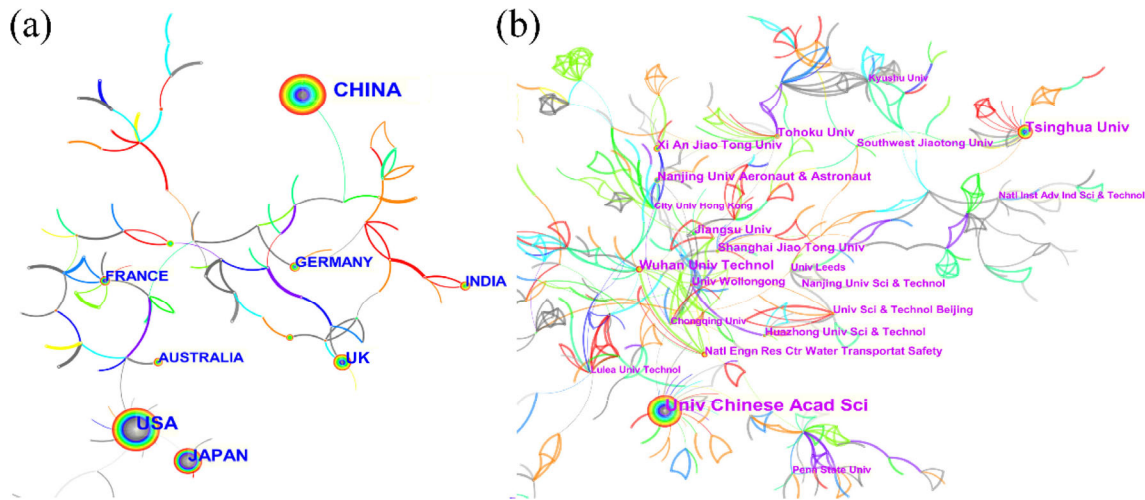 (a)
CHINA
GERMANY
FRANCE
INDIA
AUSTRALIA
UK
USA
JAPAN
(b)
Kyushu Univ
Tsinghua Univ
Tohoku Univ
Xi An Jiao Tong Univ
Southwest Jiaotong Univ
Nanjing Univ Aeronaut & Astronaut
Natl Inst Adv Ind Sci & Technol
City Univ Hong Kong
Jiangsu Univ
Shanghai Jiao Tong Univ
Wuhan Univ Technol
Univ Leeds
Univ Wollongong
Nanjing Univ Sci & Technol
Univ Sci & Technol Beijing
Chongqing Univ
Huazhong Univ Sci & Technol
Natl Engn Res Ctr Water Transportat Safety
Lulea Univ Technol
Univ Chinese Acad Sci
Penn State Univ